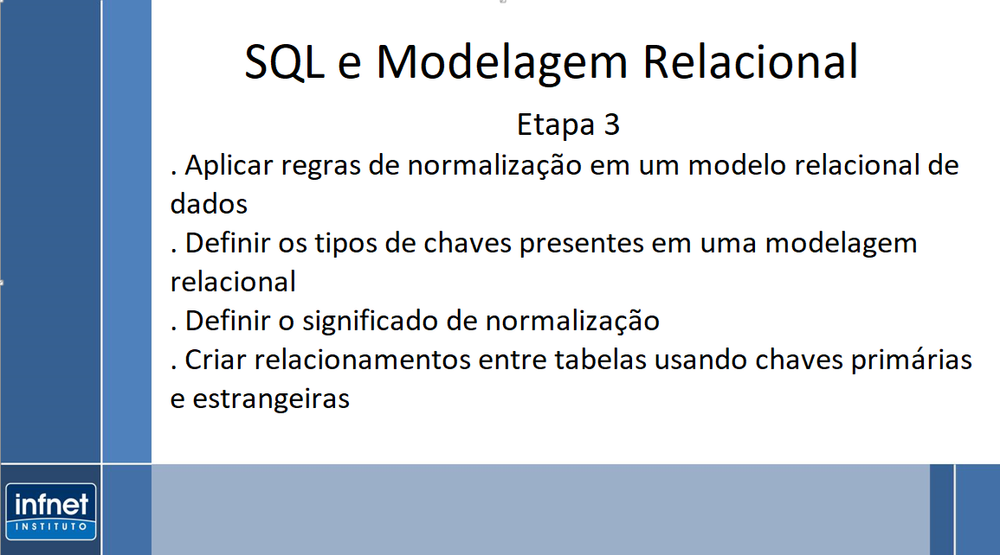 SQL e Modelagem Relacional
Etapa 3
. Aplicar regras de normalização em um modelo relacional de
dados
. Definir os tipos de chaves presentes em uma modelagem
relacional
. Definir o significado de normalização
. Criar relacionamentos entre tabelas usando chaves primárias
e estrangeiras
infnet
INSTITUTO